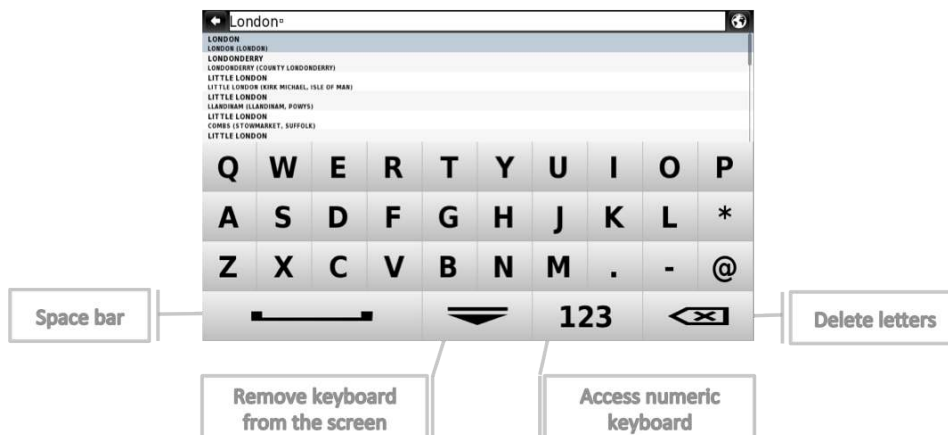 London
LONDON
LONDON (LONDON)
LONDONDERRY
LONDONDERRY (COUNTY LONDONDERRY)
LITTLE LONDON
LITTLE LONDON (KIRK MICHAEL, ISLE OF MAN)
LITTLE LONDON
LLANDINAM (LLANDINAM, POWYS)
LITTLE LONDON
COMBS (STOWMARKET, SUFFOLK)
LITTLE LONDON
Q W E R T Y U I O P
A S D F G H J K L *
Z X C V B N M . - @
123
Space bar
Delete letters
Remove keyboard
from the screen
Access numeric
keyboard